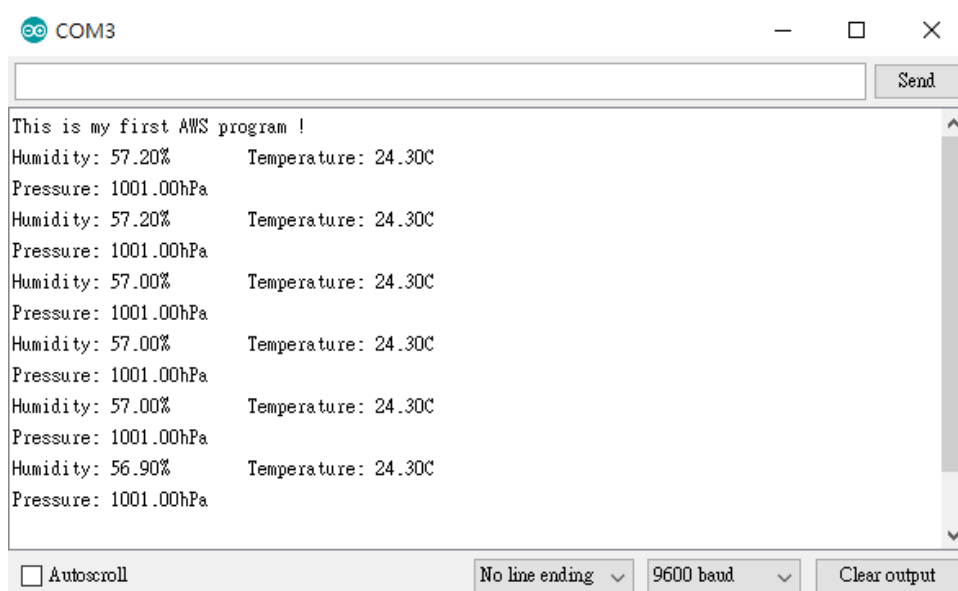 COM3
Send
This is my first AWS program !
Humidity: 57.20% Temperature: 24.30C
Pressure: 1001.00hPa
Humidity: 57.20% Temperature: 24.30C
Pressure: 1001.00hPa
Humidity: 57.00% Temperature: 24.30C
Pressure: 1001.00hPa
Humidity: 57.00% Temperature: 24.30C
Pressure: 1001.00hPa
Humidity: 57.00% Temperature: 24.30C
Pressure: 1001.00hPa
Humidity: 56.90% Temperature: 24.30C
Pressure: 1001.00hPa
Autoscroll No line ending 9600 baud Clear output